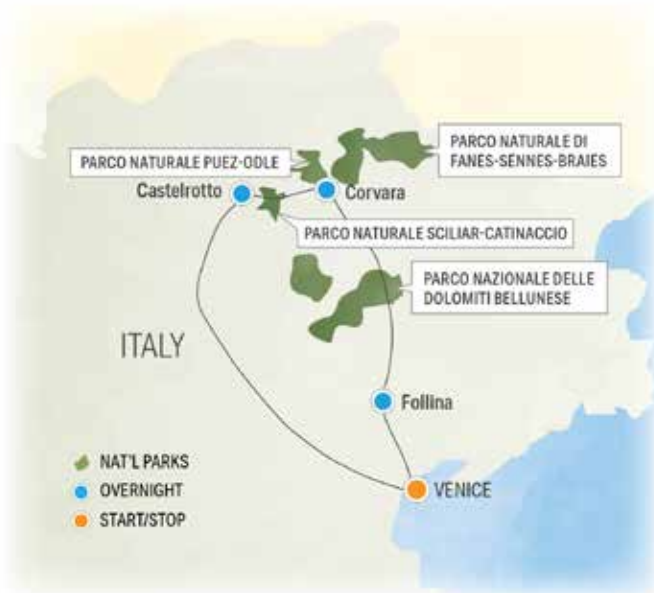 PARCO NATURALE PUEZ-ODLE
PARCO NATURALE DI
FANES-SENNES-BRAIES
Castelrotto
Corvara
PARCO NATURALE SCILIAR-CATINACCIO
PARCO NAZIONALE DELLE
DOLOMITI BELLUNESE
ITALY
Follina
NAT'L PARKS
OVERNIGHT
START/STOP
VENICE